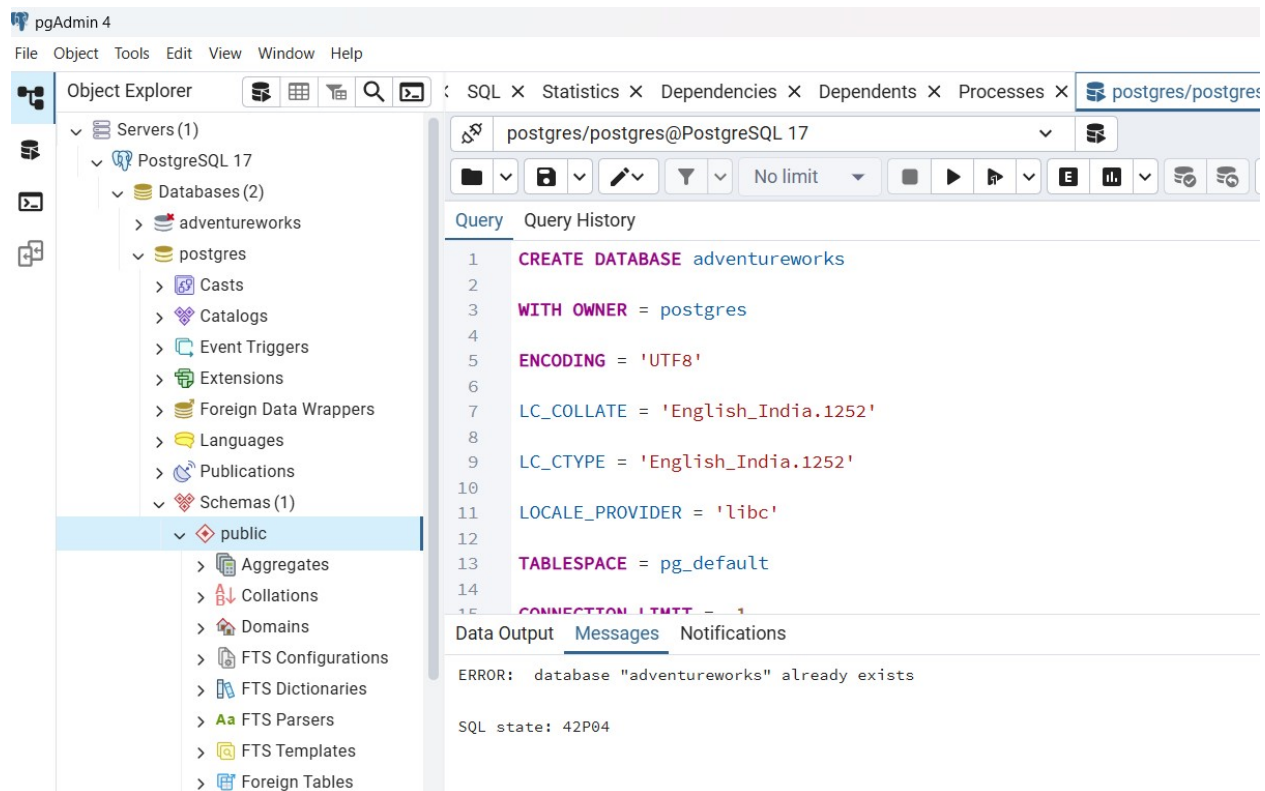 pgAdmin 4
File Object Tools Edit View Window Help
Object Explorer
SQL Statistics Dependencies Dependents Processes postgres/postgres
Servers (1)
PostgreSQL 17
Databases (2)
adventureworks
postgres
Casts
Catalogs
Event Triggers
Extensions
Foreign Data Wrappers
Languages
Publications
Schemas (1)
public
Aggregates
Collations
Domains
FTS Configurations
FTS Dictionaries
Aa FTS Parsers
FTS Templates
Foreign Tables
postgres/postgres@PostgreSQL 17
No limit
E
Query Query History
1 CREATE DATABASE adventureworks
2
3 WITH OWNER = postgres
4
5 ENCODING = 'UTF8'
6
7 LC_COLLATE = 'English_India.1252'
8
9 LC_CTYPE = 'English_India.1252'
10
11 LOCALE_PROVIDER = 'libc'
12
13 TABLESPACE = pg_default
14
15 CONNECTION LIMIT =
Data Output Messages Notifications
ERROR: database "adventureworks" already exists
SQL state: 42P04